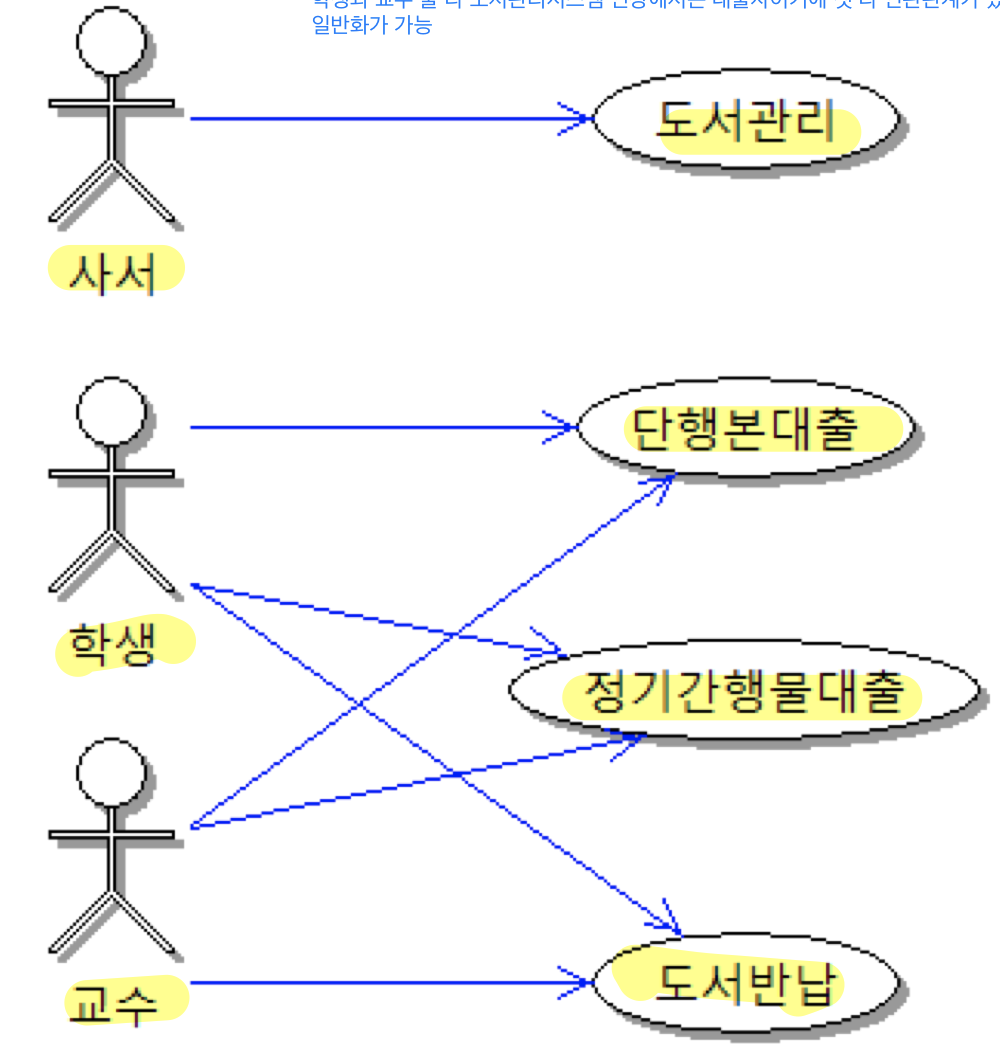 일반화가 가능
도서관리
사서
단행본대출
학생
정기간행물대출
교수
도서반납